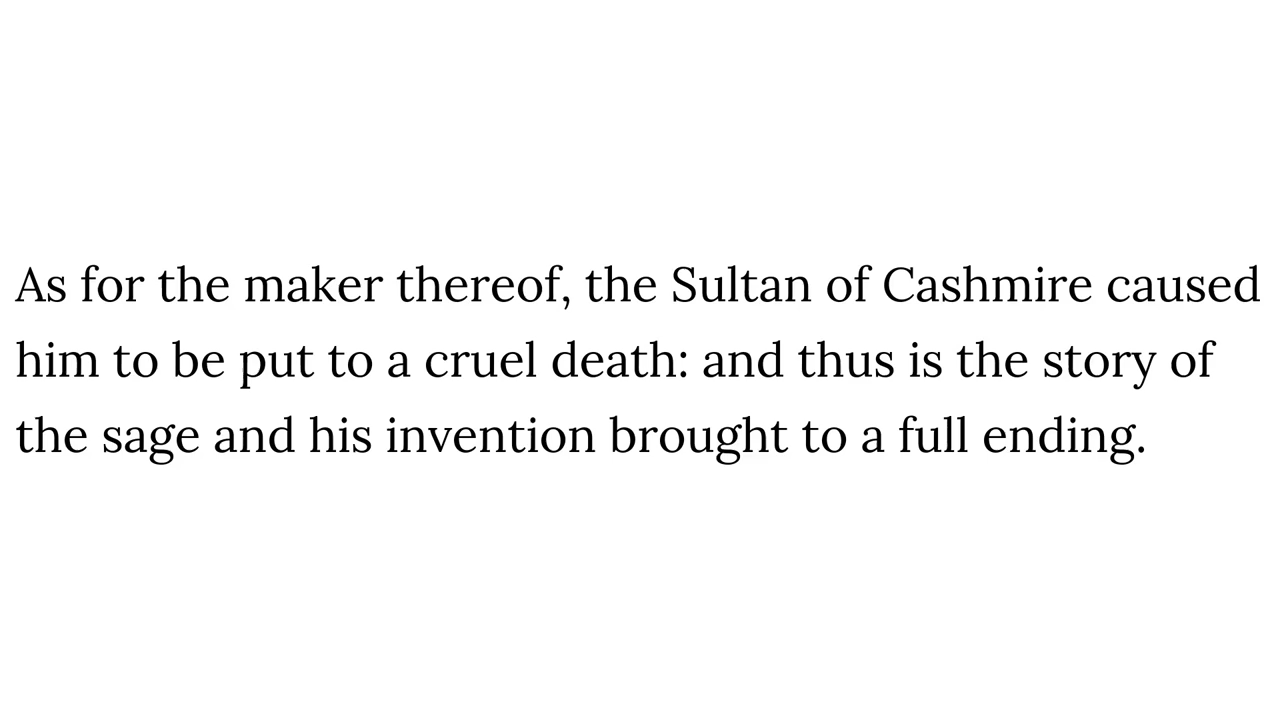 As for the maker thereof, the Sultan of Cashmire caused
him to be put to a cruel death: and thus is the story of
the sage and his invention brought to a full ending.